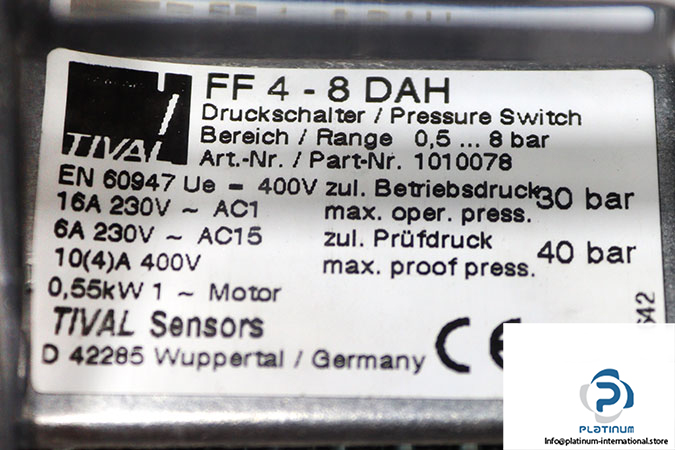 TIVAL
FF 4 - 8 DAH
Druckschalter / Pressure Switch
Bereich / Range 0,5 ... 8 bar
Art.-Nr. / Part-Nr. 1010078
EN 60947 Ue = 400V
16A 230V ~ AC1
6A 230V ~ AC15
10(4)A 400V
0,55kW 1 ~ Motor
zul. Betriebsdruck
max. oper. press. 30 bar
zul. Prüfdruck
max. proof press. 40 bar
TIVAL Sensors
D 42285 Wuppertal / Germany
CE
642
PLATINUM
Info@platinum-international.store